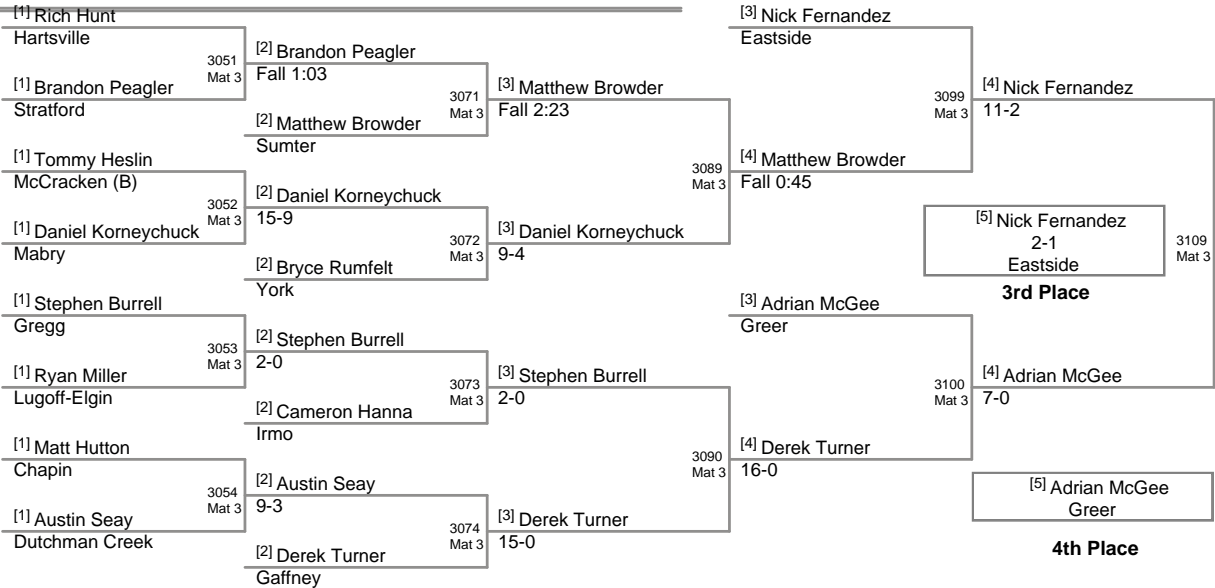 [1] Rich Hunt
Hartsville
3051
Mat 3
[1] Brandon Peagler
Stratford
[1] Tommy Heslin
McCracken (B)
3052
Mat 3
[1] Daniel Korneychuck
Mabry
[1] Stephen Burrell
Gregg
3053
Mat 3
[1] Ryan Miller
Lugoff-Elgin
[1] Matt Hutton
Chapin
3054
Mat 3
[1] Austin Seay
Dutchman Creek
[2] Brandon Peagler
Fall 1:03
3071
Mat 3
[2] Matthew Browder
Sumter
[2] Daniel Korneychuck
15-9
3072
Mat 3
[2] Bryce Rumfelt
York
[2] Stephen Burrell
2-0
3073
Mat 3
[2] Cameron Hanna
Irmo
[2] Austin Seay
9-3
3074
Mat 3
[2] Derek Turner
Gaffney
[3] Matthew Browder
Fall 2:23
3089
Mat 3
[3] Daniel Korneychuck
9-4
[3] Stephen Burrell
2-0
3090
Mat 3
[3] Derek Turner
15-0
[3] Nick Fernandez
Eastside
3099
Mat 3
[4] Matthew Browder
Fall 0:45
[3] Adrian McGee
Greer
3100
Mat 3
[4] Derek Turner
16-0
[4] Nick Fernandez
11-2
[5] Nick Fernandez
2-1
Eastside
3rd Place
3109
Mat 3
[4] Adrian McGee
7-0
[5] Adrian McGee
Greer
4th Place